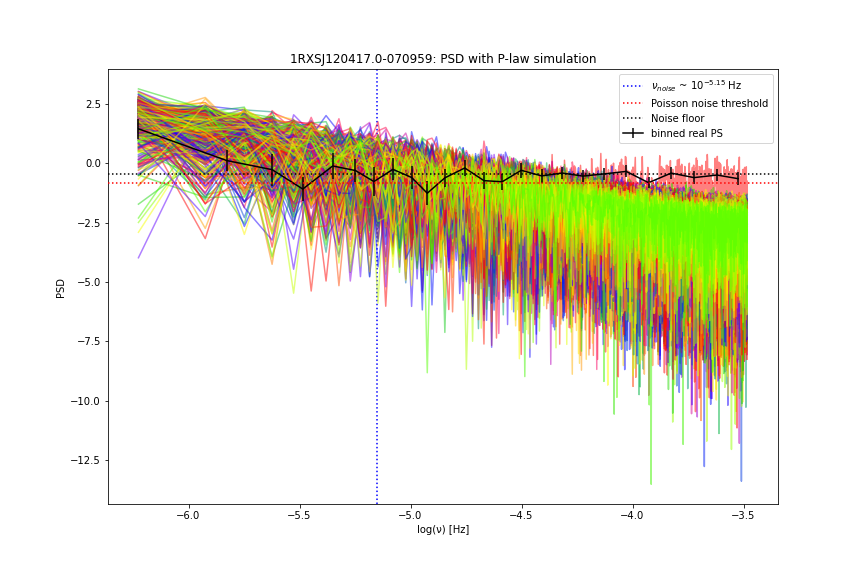 1RXSJ120417.0-070959: PSD with P-law simulation
ν_noise ~ 10^−5.15 Hz
Poisson noise threshold
Noise floor
binned real PS
2.5
0.0
−2.5
−5.0
−7.5
−10.0
−12.5
PSD
−6.0 −5.5 −5.0 −4.5 −4.0 −3.5
log(ν) [Hz]